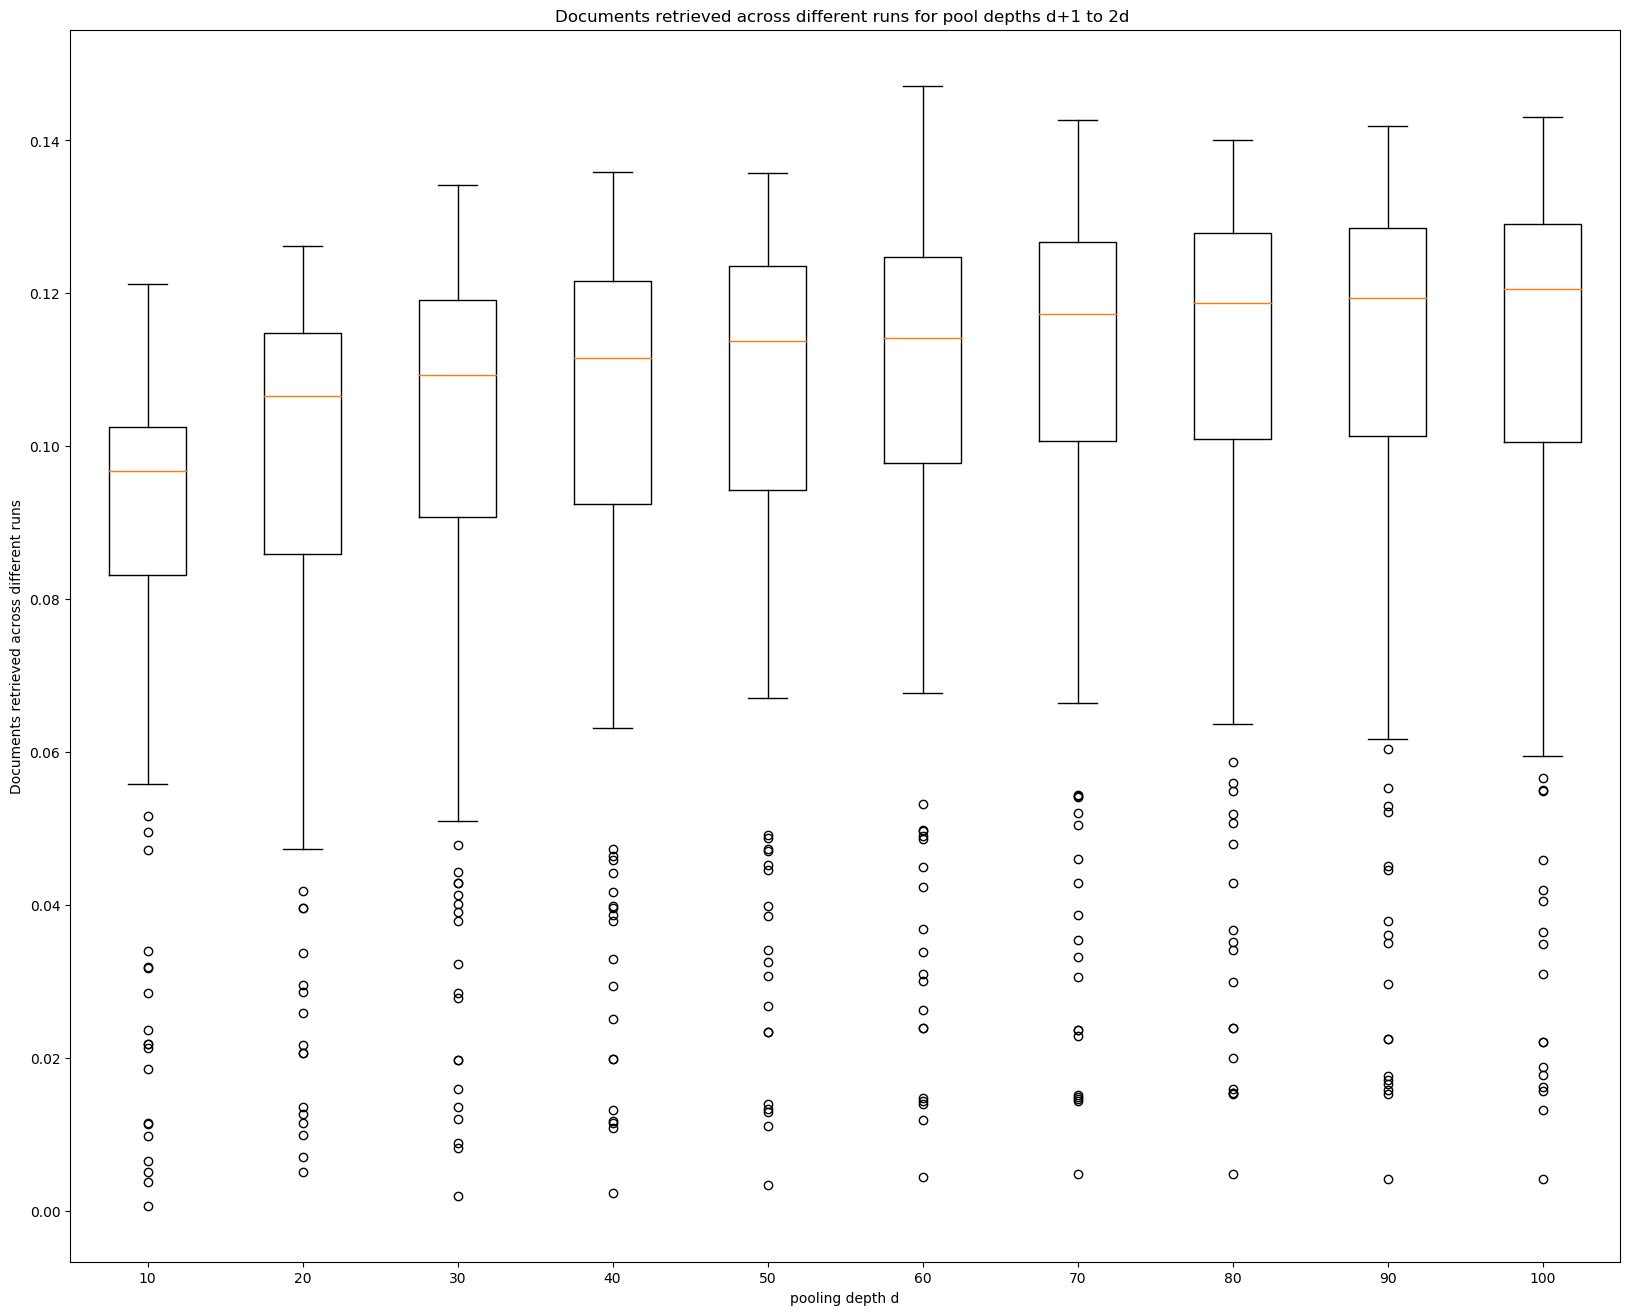 Documents retrieved across different runs for pool depths d+1 to 2d
Documents retrieved across different runs
0.14
0.12
0.10
0.08
0.06
0.04
0.02
0.00
10 20 30 40 50 60 70 80 90 100
pooling depth d